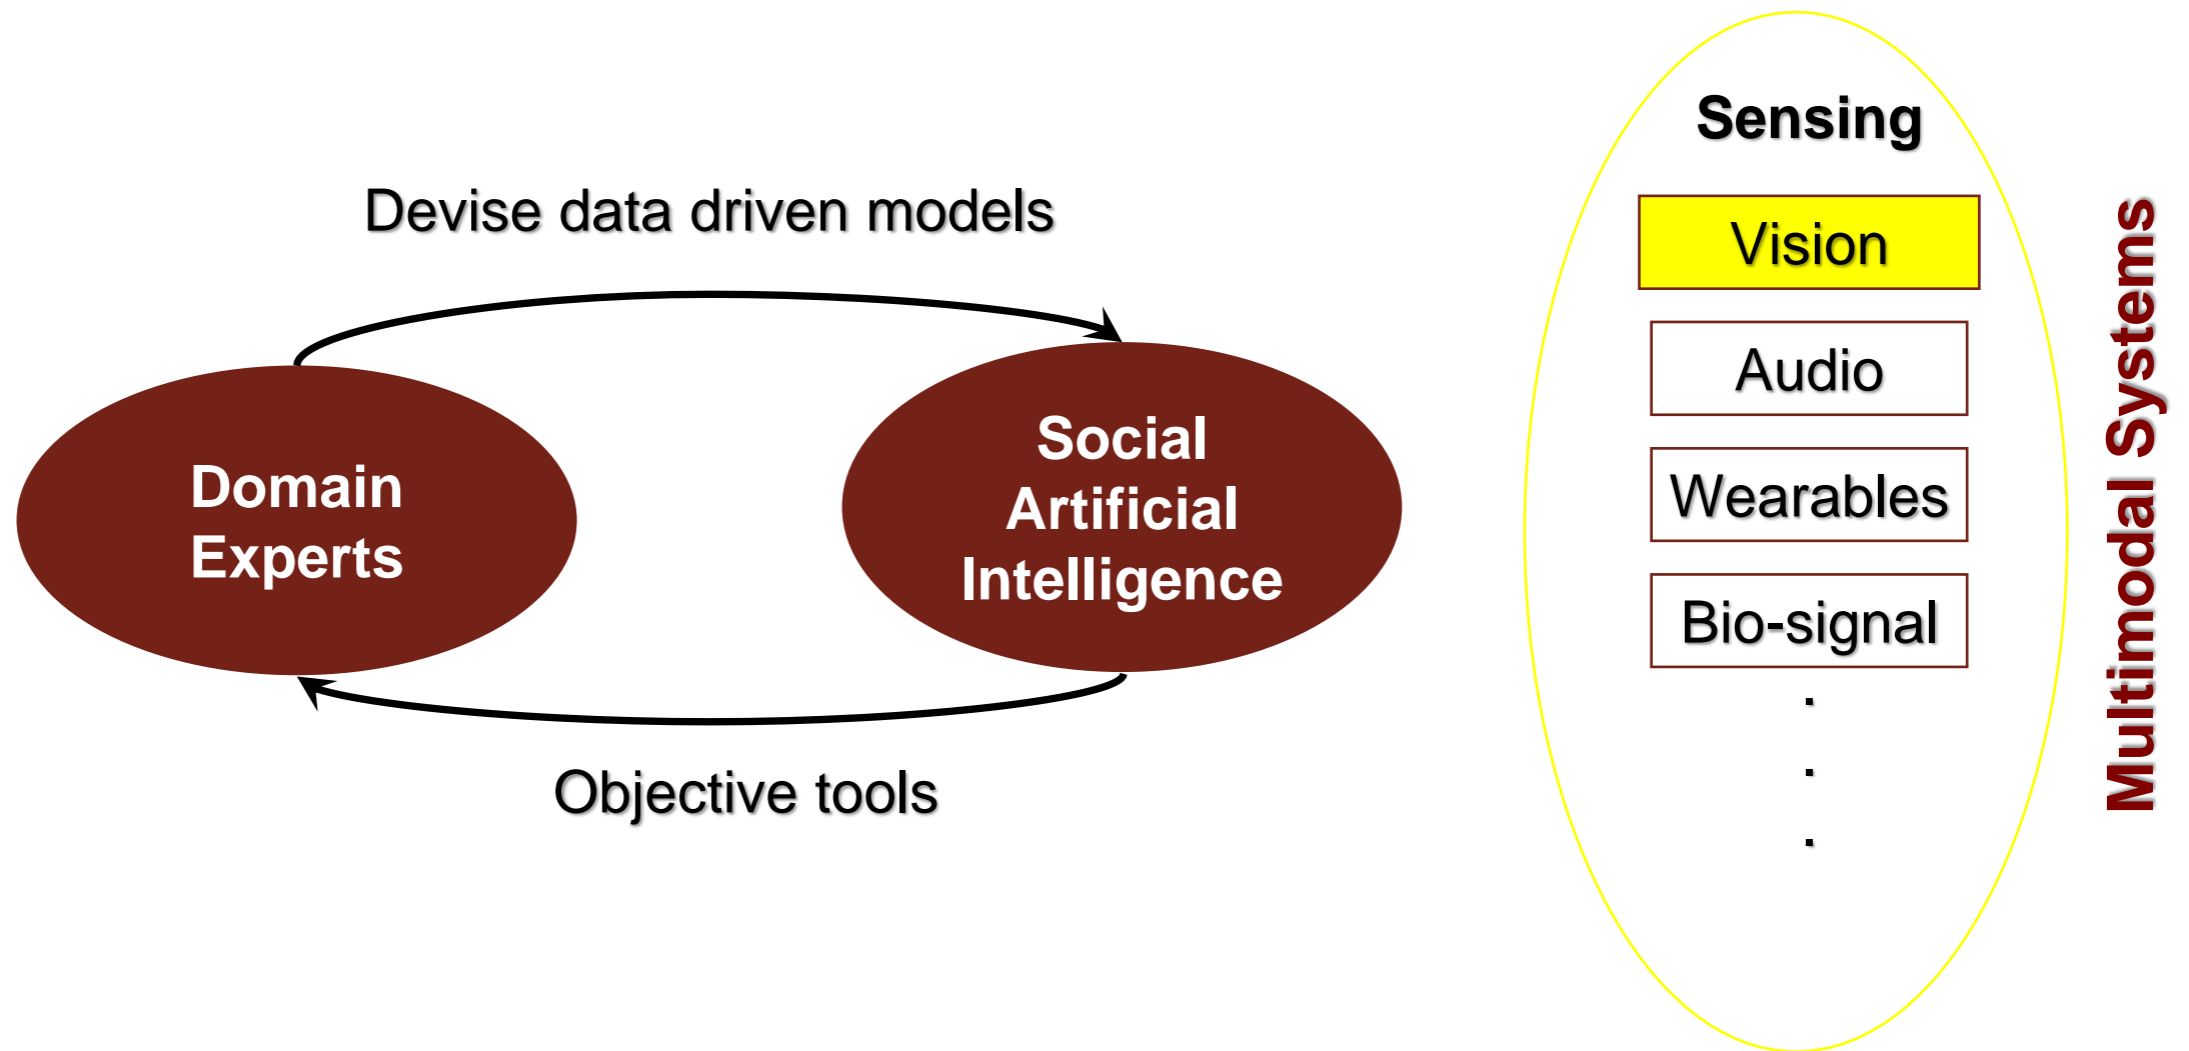 Devise data driven models
Domain
Experts
Social
Artificial
Intelligence
Objective tools
Sensing
Vision
Audio
Wearables
Bio-signal
.
.
.
Multimodal Systems